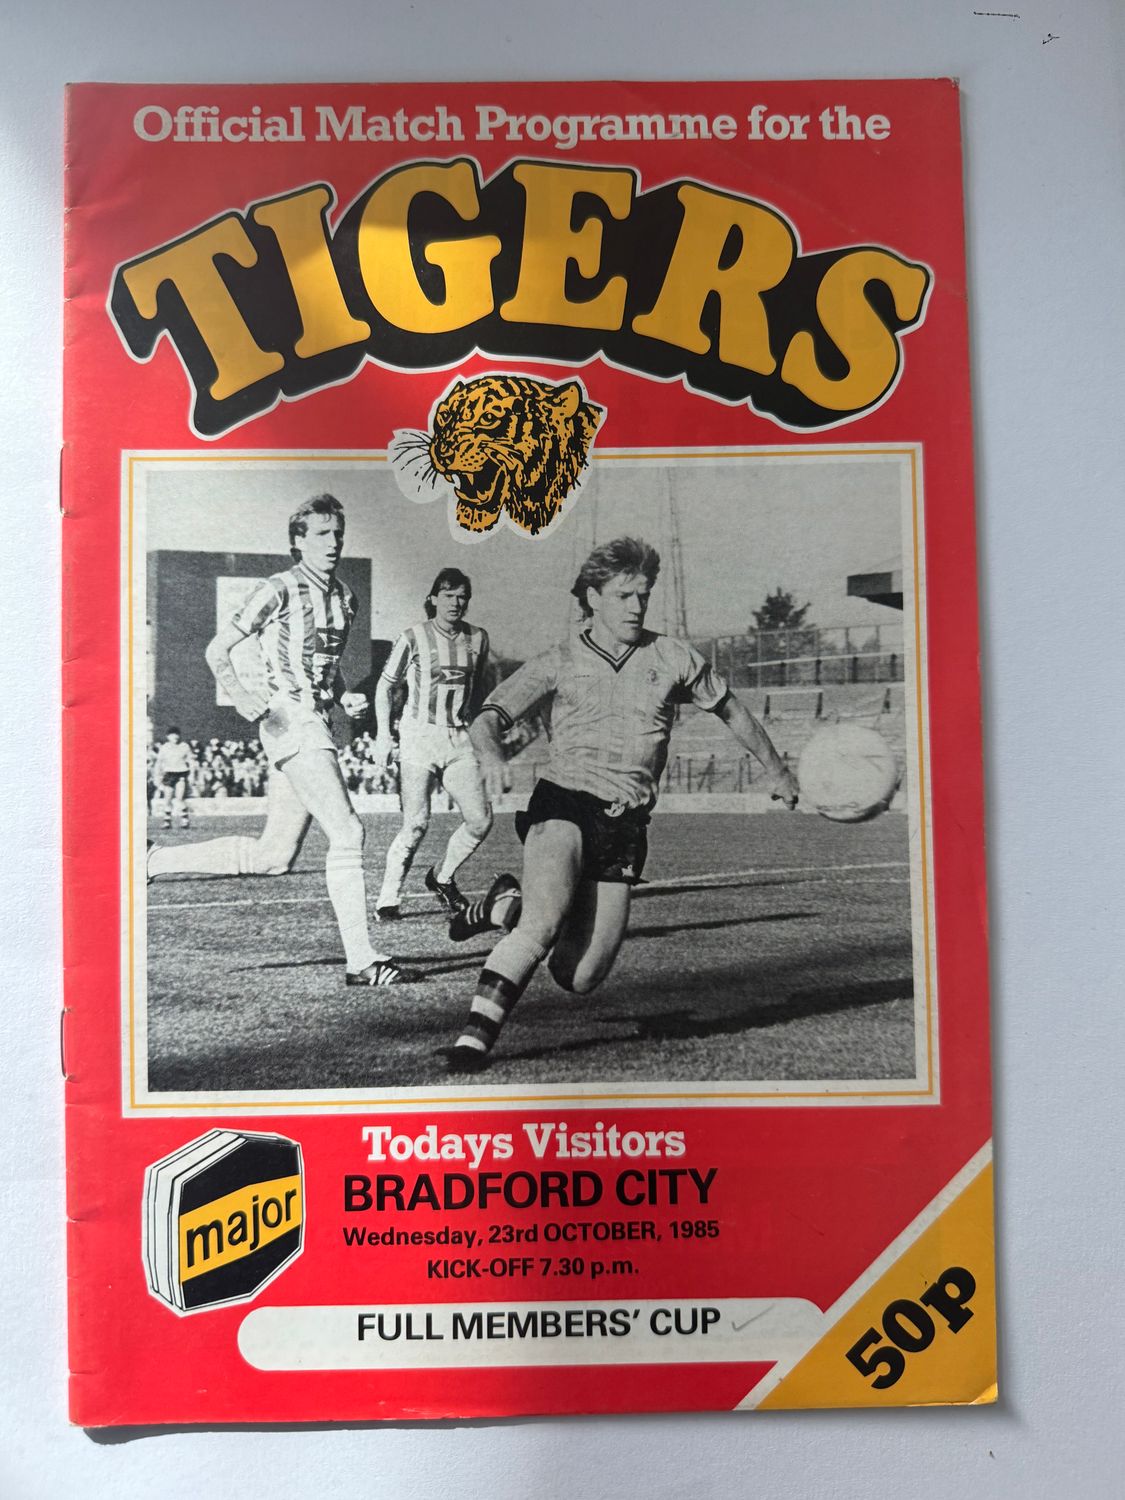 Official Match Programme for the
TIGERS
Todays Visitors
BRADFORD CITY
Wednesday, 23rd OCTOBER, 1985
KICK-OFF 7.30 p.m.
major
FULL MEMBERS' CUP
50p